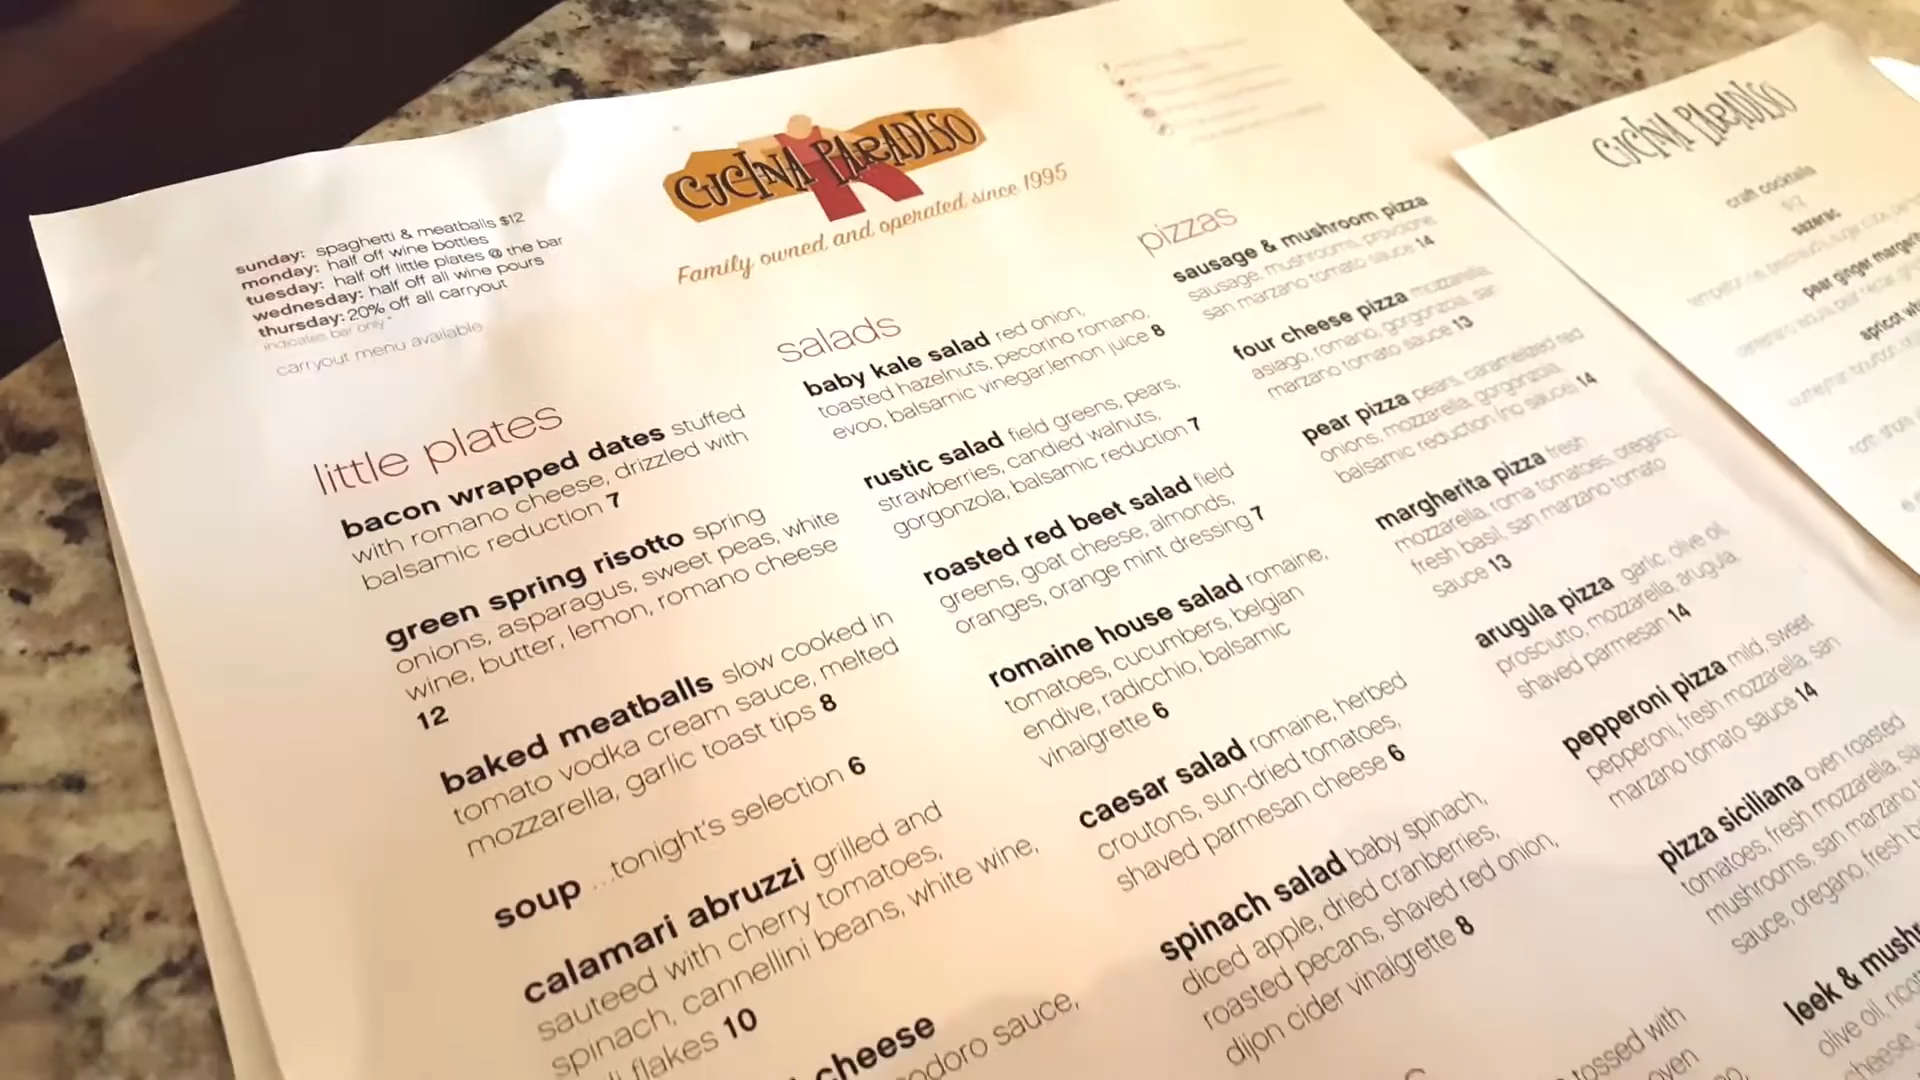 CUCINA PARADISO
Family owned and operated since 1995
sunday: spaghetti & meatballs $12
monday: half off wine bottles
tuesday: half off little plates @ the bar
wednesday: half off all wine pours
thursday: 20% off all carryout
indicates bar only*
carryout menu available
little plates
bacon wrapped dates stuffed
with romano cheese, drizzled with
balsamic reduction 7
green spring risotto spring
onions, asparagus, sweet peas, white
wine, butter, lemon, romano cheese
12
baked meatballs slow cooked in
tomato vodka cream sauce, melted
mozzarella, garlic toast tips 8
soup ...tonight's selection 6
calamari abruzzi grilled and
sauteed with cherry tomatoes,
spinach, cannellini beans, white wine,
flakes 10
cheese
sauce,
salads
baby kale salad red onion,
toasted hazelnuts, pecorino romano,
evoo, balsamic vinegar,lemon juice 8
rustic salad field greens, pears,
strawberries, candied walnuts,
gorgonzola, balsamic reduction 7
roasted red beet salad field
greens, goat cheese, almonds,
oranges, orange mint dressing 7
romaine house salad romaine,
tomatoes, cucumbers, belgian
endive, radicchio, balsamic
vinaigrette 6
caesar salad romaine, herbed
croutons, sun-dried tomatoes,
shaved parmesan cheese 6
spinach salad baby spinach,
diced apple, dried cranberries,
roasted pecans, shaved red onion,
dijon cider vinaigrette 8
tossed with
pizzas
sausage & mushroom pizza
sausage, mushrooms, provolone,
san marzano tomato sauce 14
four cheese pizza mozzarella,
asiago, romano, gorgonzola, san
marzano tomato sauce 13
pear pizza pears, caramelized red
onions, mozzarella, gorgonzola,
balsamic reduction (no sauce) 14
margherita pizza fresh
mozzarella, roma tomatoes, oregano,
fresh basil, san marzano tomato
sauce 13
arugula pizza garlic, olive oil,
prosciutto, mozzarella, arugula,
shaved parmesan 14
pepperoni pizza mild, sweet
pepperoni, fresh mozzarella, san
marzano tomato sauce 14
pizza siciliana oven roasted
tomatoes, fresh mozzarella,
mushrooms, san marzano
sauce, oregano, fresh
leek &
olive oil,
cheese,
CUCINA PARADISO
craft cocktails
sazerac
pear ginger
apricot